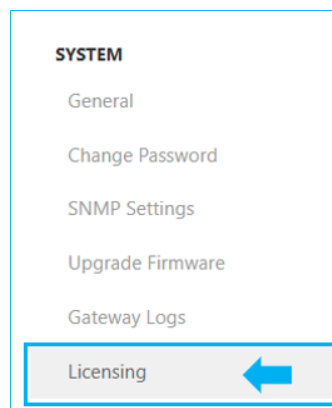 SYSTEM
General
Change Password
SNMP Settings
Upgrade Firmware
Gateway Logs
Licensing